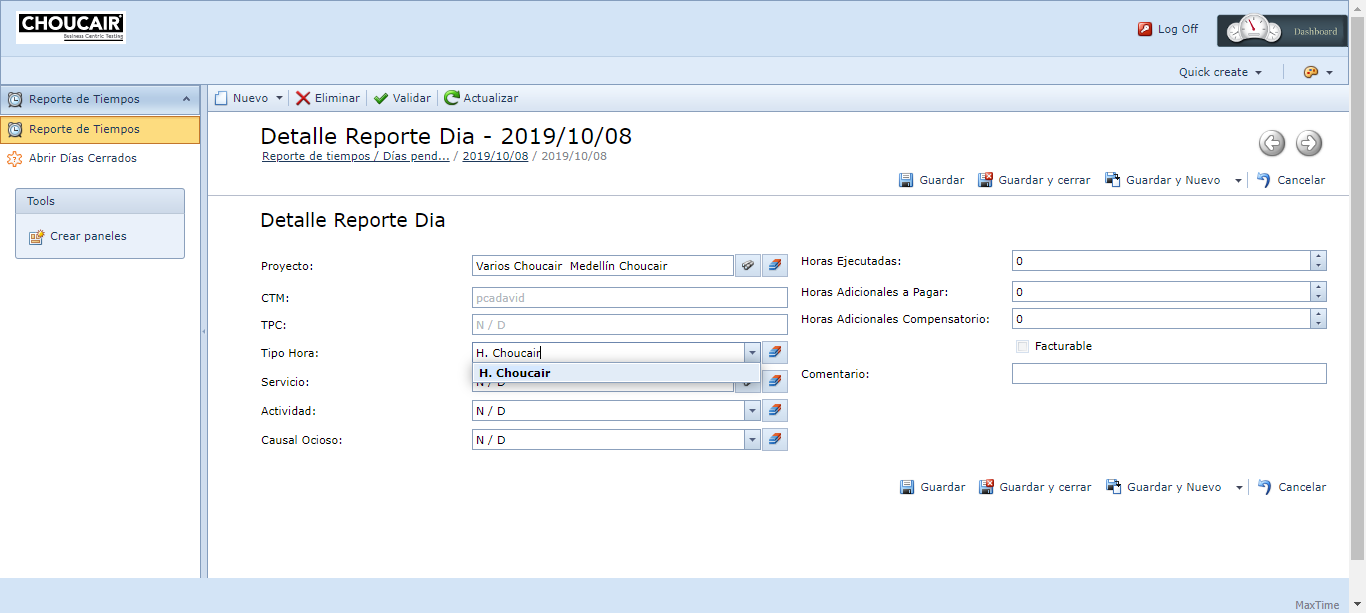 CHOUCAIR
Business Centric Testing
Log Off
Dashboard
Quick create
Reporte de Tiempos
Nuevo Eliminar Validar Actualizar
Reporte de Tiempos
Abrir Días Cerrados
Tools
Crear paneles
Detalle Reporte Dia - 2019/10/08
Reporte de tiempos / Días pend... / 2019/10/08 / 2019/10/08
Guardar Guardar y cerrar Guardar y Nuevo Cancelar
Detalle Reporte Dia
Proyecto: Varios Choucair Medellín Choucair
CTM: pcadavid
TPC: N / D
Tipo Hora: H. Choucair
H. Choucair
Servicio: N / D
Actividad: N / D
Causal Ocioso: N / D
Horas Ejecutadas: 0
Horas Adicionales a Pagar: 0
Horas Adicionales Compensatorio: 0
Facturable
Comentario:
Guardar Guardar y cerrar Guardar y Nuevo Cancelar
MaxTime